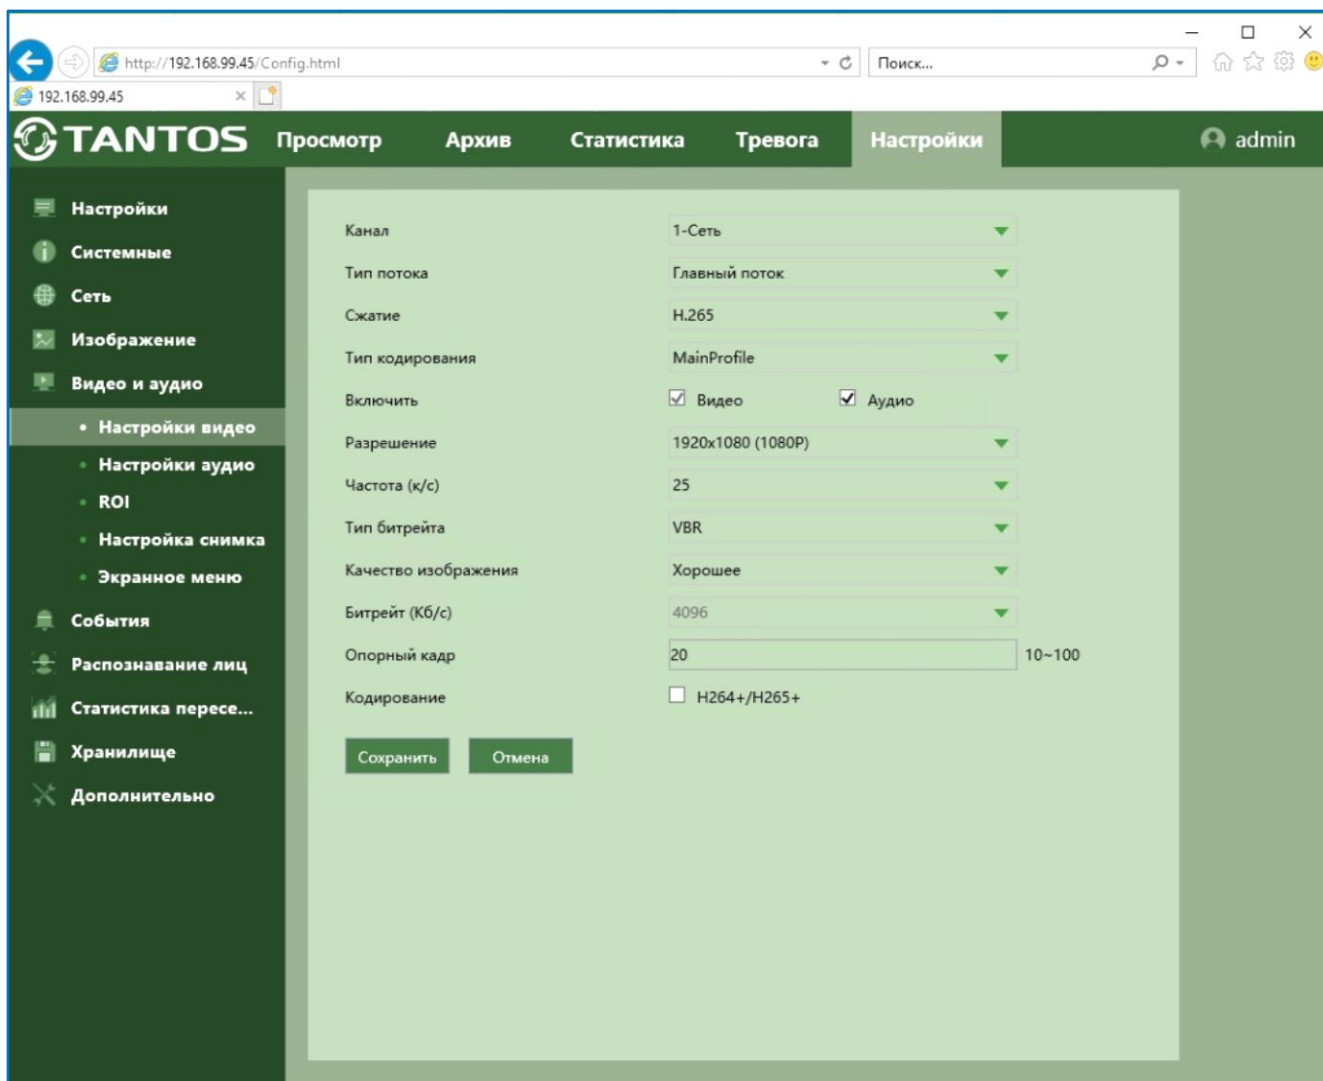 http://192.168.99.45/Config.html
Поиск...
192.168.99.45
TANTOS Просмотр Архив Статистика Тревога Настройки admin
Настройки
Системные
Сеть
Изображение
Видео и аудио
Настройки видео
Настройки аудио
ROI
Настройка снимка
Экранное меню
События
Распознавание лиц
Статистика пересе...
Хранилище
Дополнительно
Канал 1-Сеть
Тип потока Главный поток
Сжатие H.265
Тип кодирования MainProfile
Включить Видео Аудио
Разрешение 1920x1080 (1080P)
Частота (к/с) 25
Тип битрейта VBR
Качество изображения Хорошее
Битрейт (Кб/с) 4096
Опорный кадр 20 10~100
Кодирование H264+/H265+
Сохранить Отмена